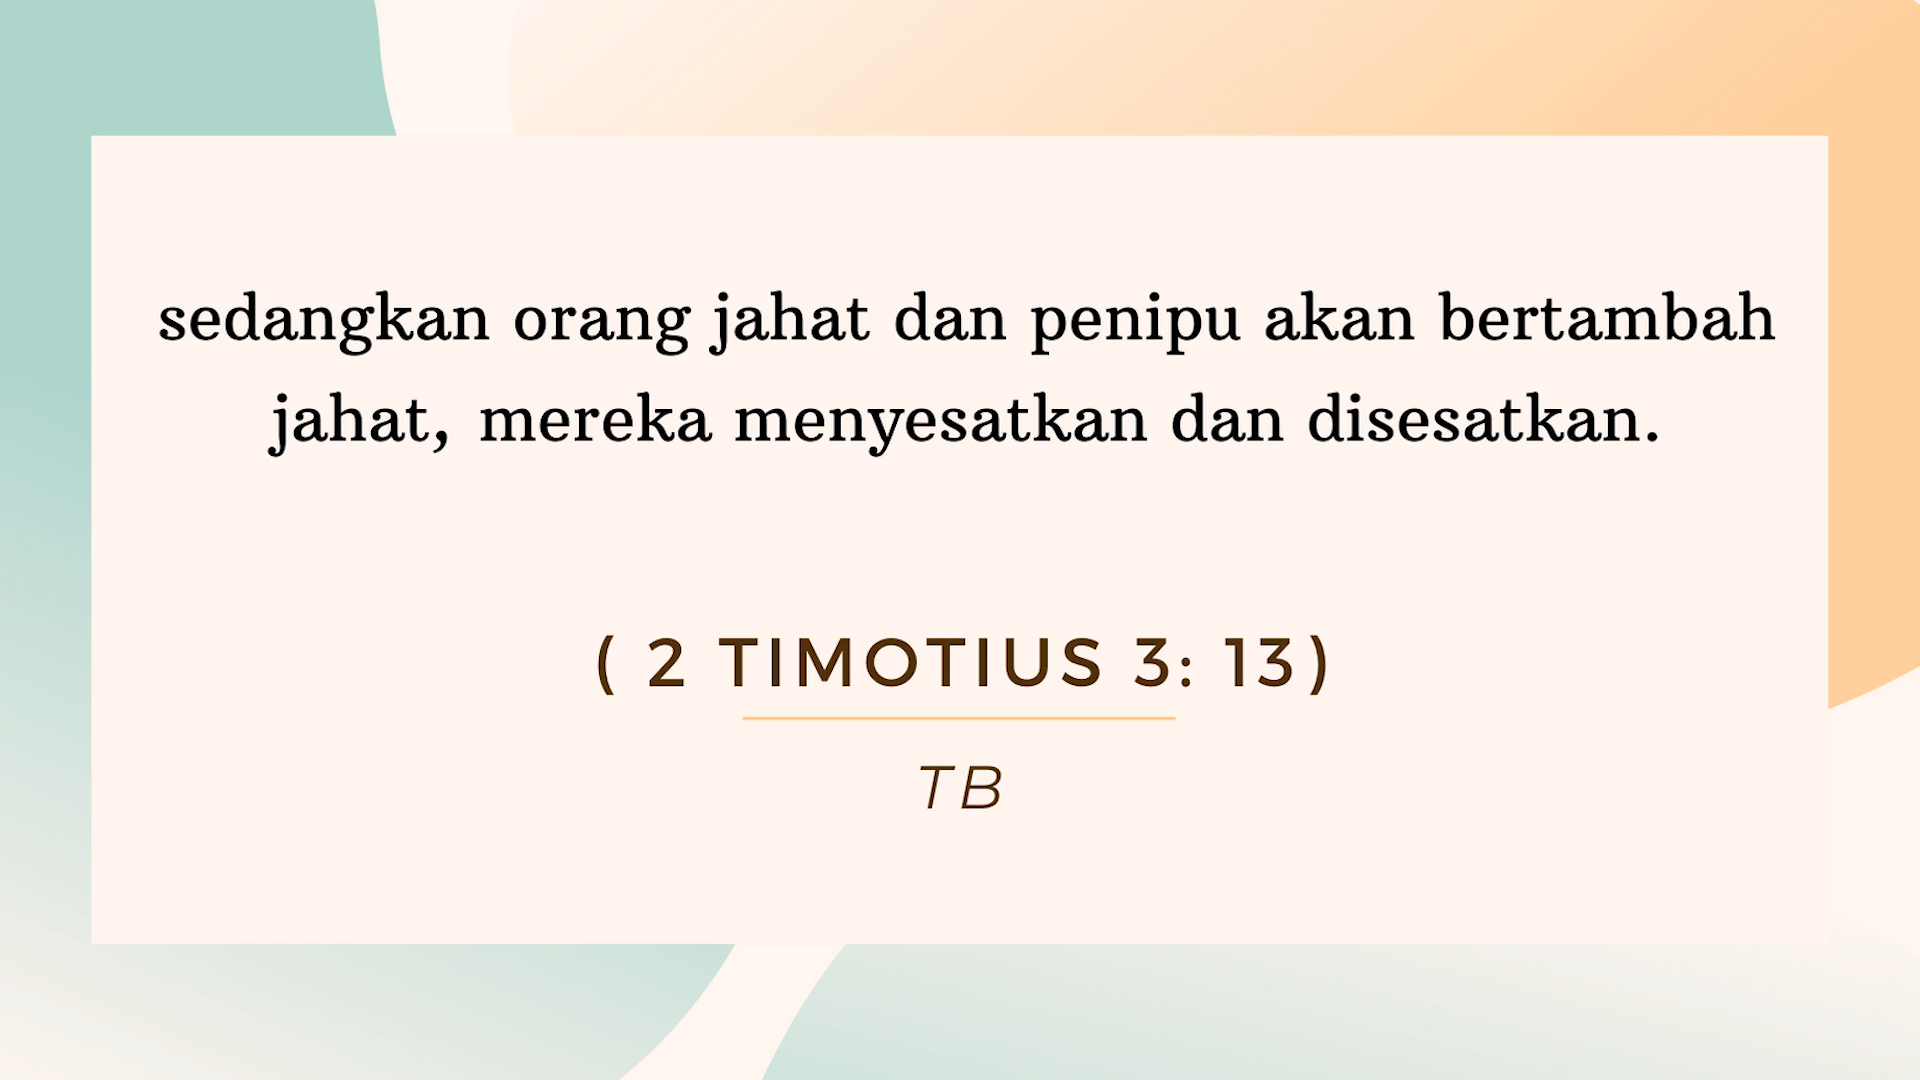 sedangkan orang jahat dan penipu akan bertambah
jahat, mereka menyesatkan dan disesatkan.
( 2 TIMOTIUS 3: 13)
TB